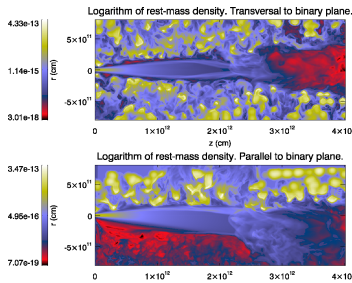 Logarithm of rest-mass density. Transversal to binary plane.
4.33e-13
1.14e-15
3.01e-18
r (cm)
5×10¹¹
0
-5×10¹¹
0
1×10¹²
2×10¹²
3×10¹²
4×10¹²
z (cm)
Logarithm of rest-mass density. Parallel to binary plane.
3.47e-13
4.95e-16
7.07e-19
r (cm)
5×10¹¹
0
-5×10¹¹
0
1×10¹²
2×10¹²
3×10¹²
4×10¹²